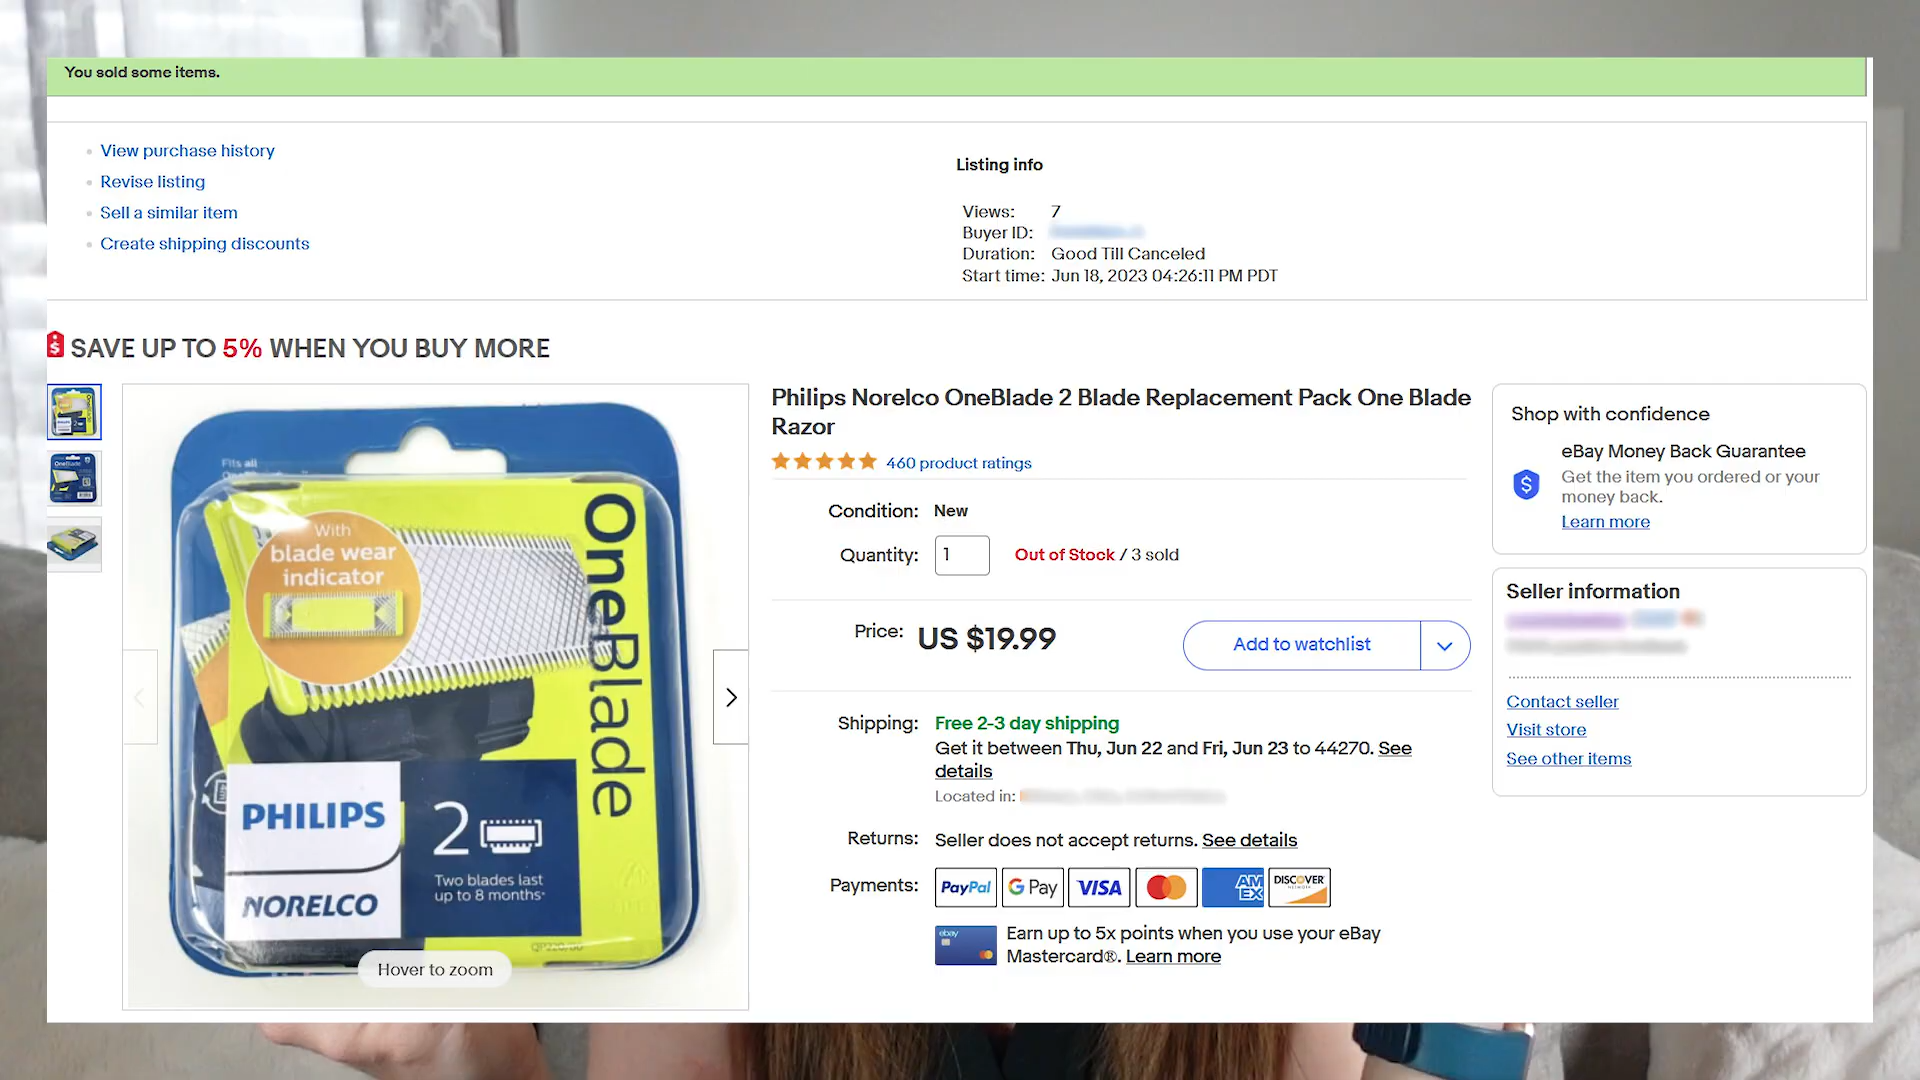 You sold some items.
View purchase history
Revise listing
Sell a similar item
Create shipping discounts
Listing info
Views: 7
Buyer ID:
Duration: Good Till Canceled
Start time: Jun 18, 2023 04:26:11 PM PDT
SAVE UP TO 5% WHEN YOU BUY MORE
Fits all
With
blade wear
indicator
OneBlade
PHILIPS
NORELCO
2
Two blades last
up to 8 months*
Hover to zoom
Philips Norelco OneBlade 2 Blade Replacement Pack One Blade
Razor
460 product ratings
Condition: New
Quantity: 1 Out of Stock / 3 sold
Price: US $19.99
Add to watchlist
Shipping: Free 2-3 day shipping
Get it between Thu, Jun 22 and Fri, Jun 23 to 44270. See
details
Located in:
Returns: Seller does not accept returns. See details
Payments: PayPal G Pay VISA AM EX DISCOVER
ebay
Earn up to 5x points when you use your eBay
Mastercard®. Learn more
Shop with confidence
eBay Money Back Guarantee
Get the item you ordered or your
money back.
Learn more
Seller information
Contact seller
Visit store
See other items